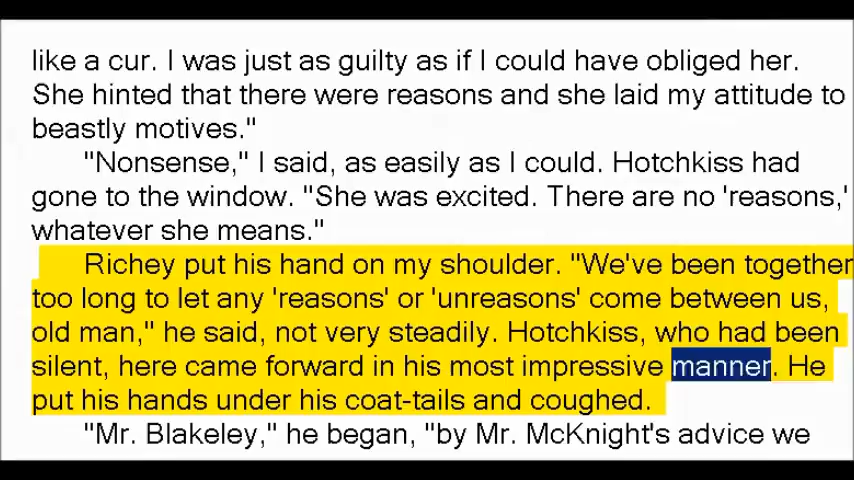 like a cur. I was just as guilty as if I could have obliged her.
She hinted that there were reasons and she laid my attitude to
beastly motives."
"Nonsense," I said, as easily as I could. Hotchkiss had
gone to the window. "She was excited. There are no 'reasons,'
whatever she means."
Richey put his hand on my shoulder. "We've been together
too long to let any 'reasons' or 'unreasons' come between us,
old man," he said, not very steadily. Hotchkiss, who had been
silent, here came forward in his most impressive manner. He
put his hands under his coat-tails and coughed.
"Mr. Blakeley," he began, "by Mr. McKnight's advice we